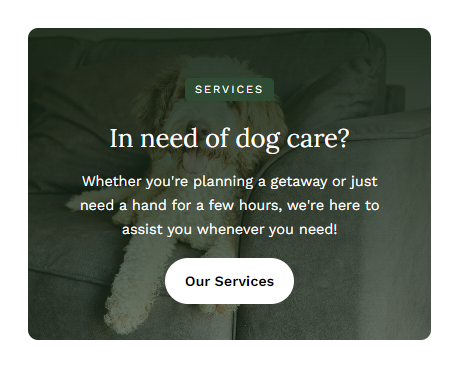 SERVICES
In need of dog care?
Whether you're planning a getaway or just
need a hand for a few hours, we're here to
assist you whenever you need!
Our Services